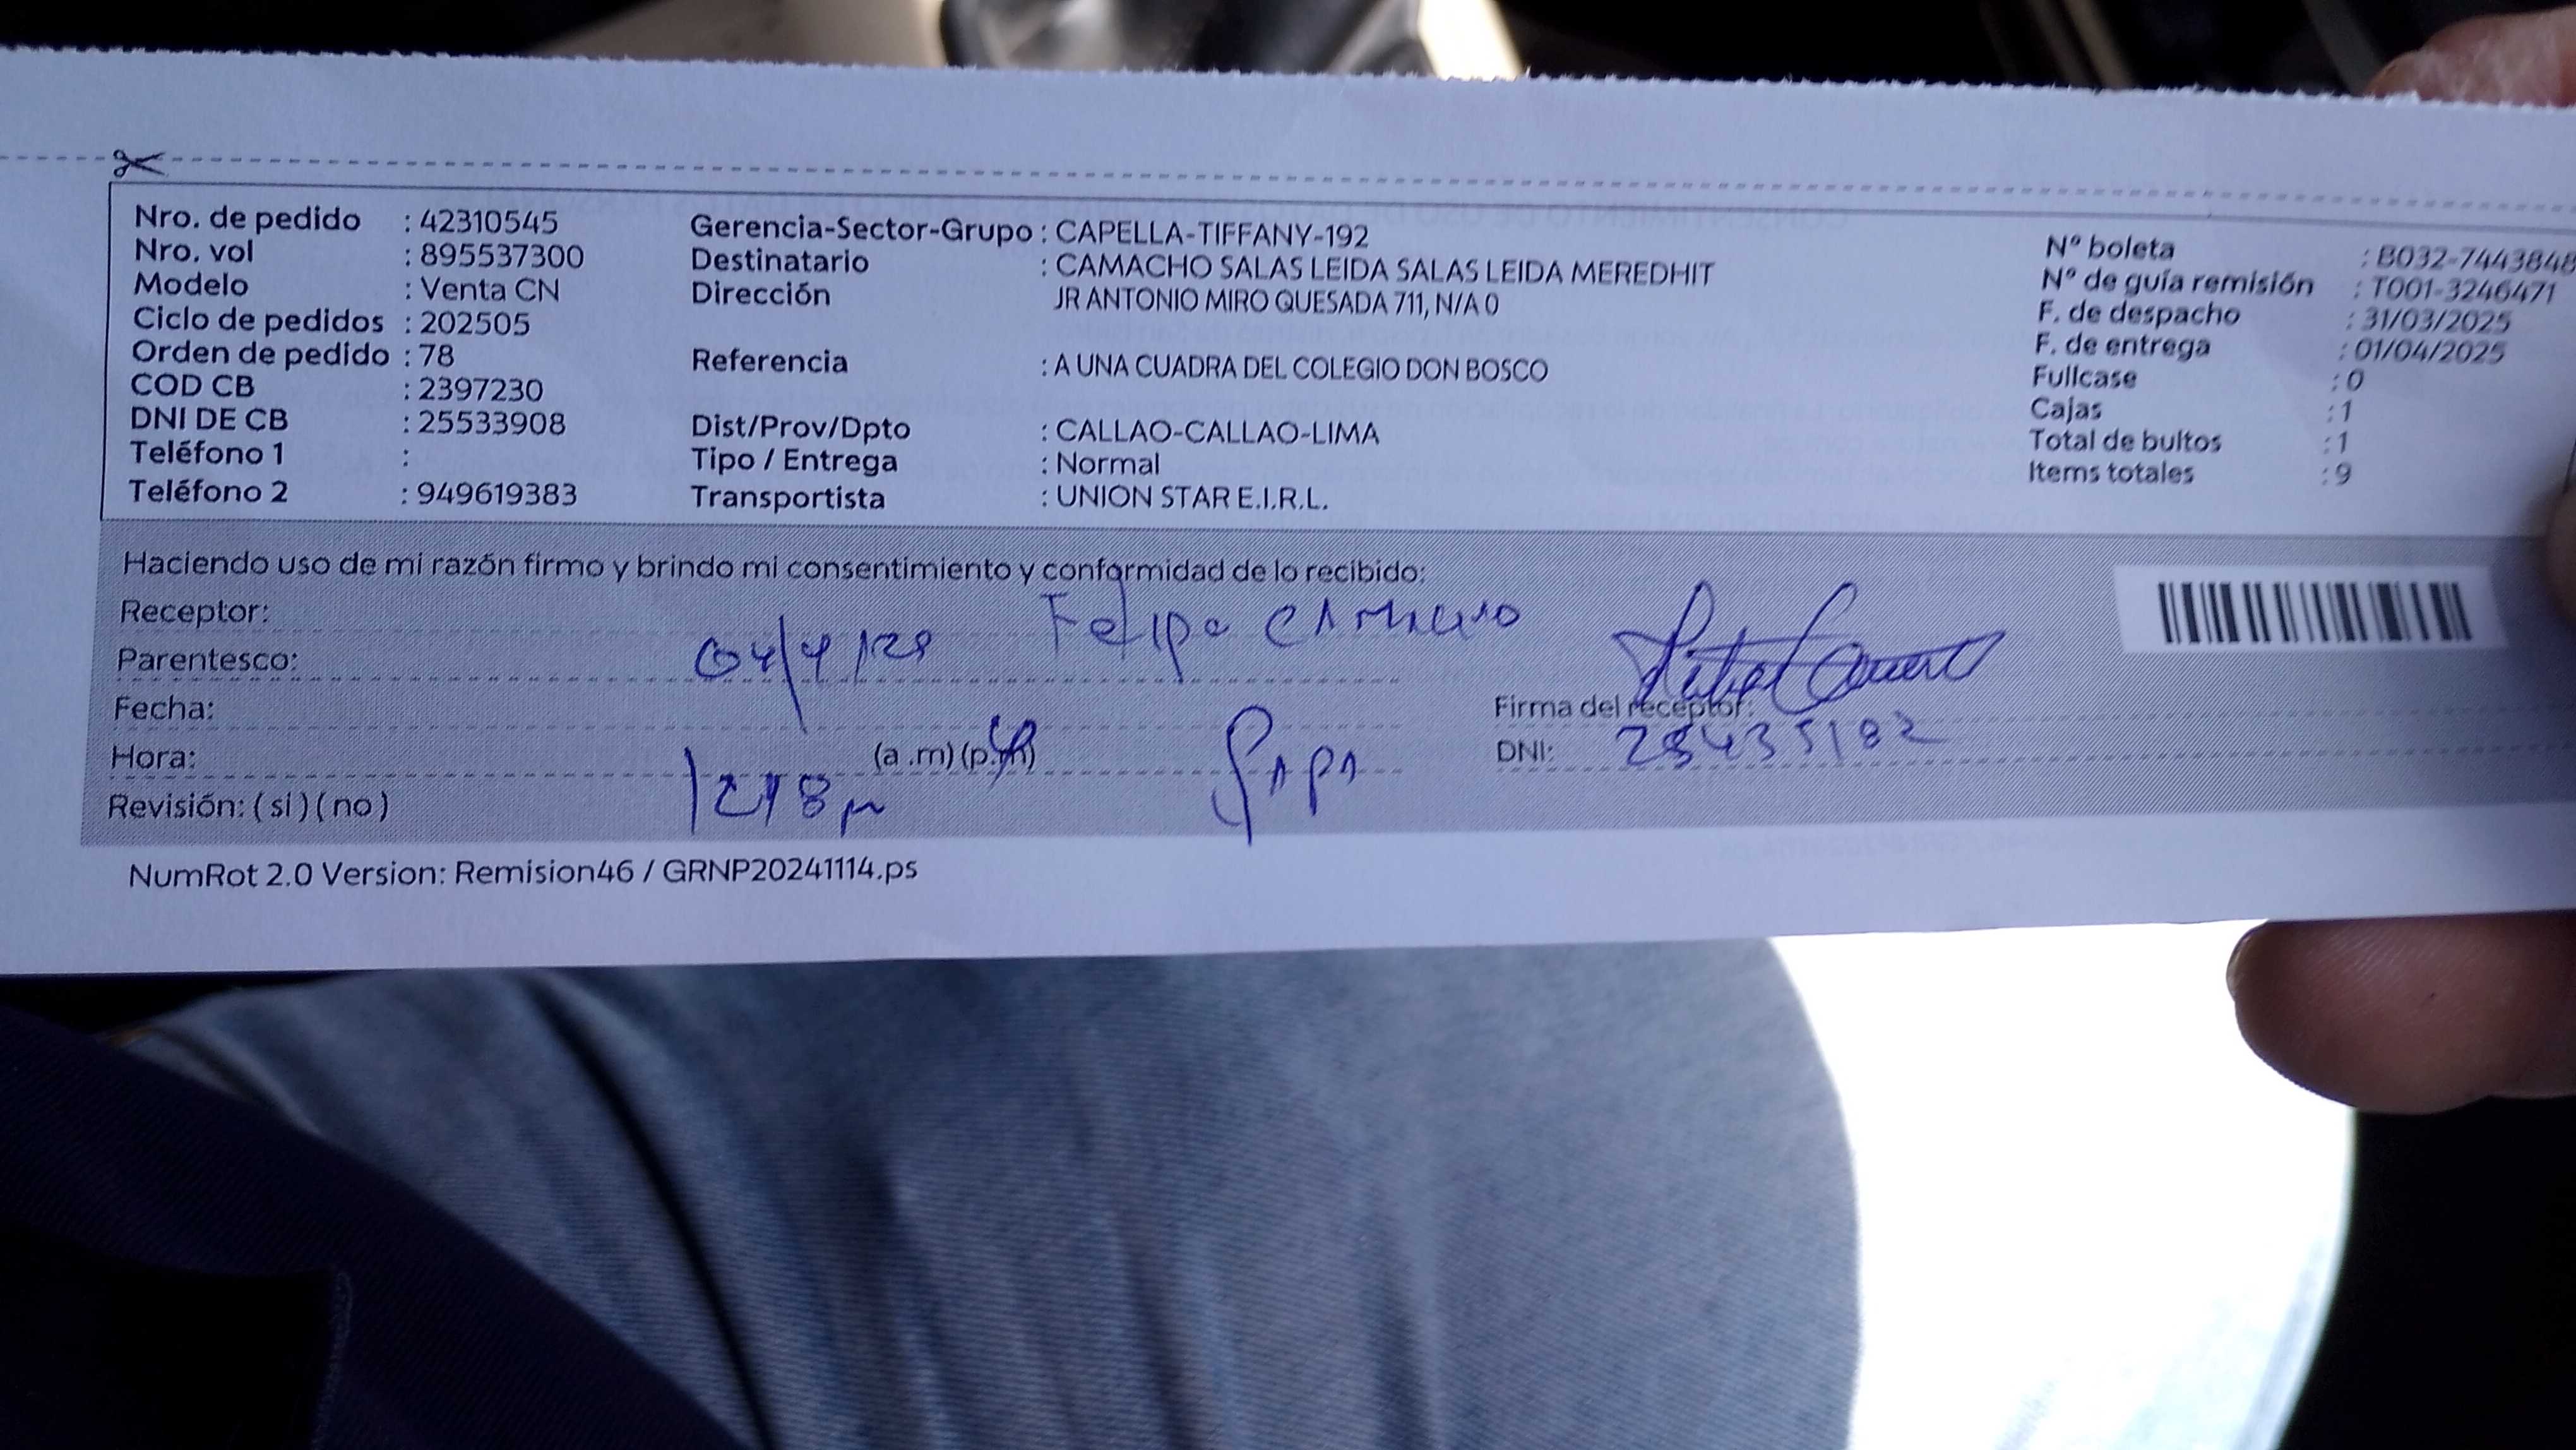 Nro. de pedido : 42310545
Nro. vol : 895537300
Modelo : Venta CN
Ciclo de pedidos : 202505
Orden de pedido : 78
COD CB : 2397230
DNI DE CB : 25533908
Teléfono 1 :
Teléfono 2 : 949619383
Gerencia-Sector-Grupo : CAPELLA-TIFFANY-192
Destinatario : CAMACHO SALAS LEIDA SALAS LEIDA MEREDHIT
Dirección JR ANTONIO MIRO QUESADA 711, N/A 0
Referencia : A UNA CUADRA DEL COLEGIO DON BOSCO
Dist/Prov/Dpto : CALLAO-CALLAO-LIMA
Tipo / Entrega : Normal
Transportista : UNION STAR E.I.R.L.
N° boleta : B032-7443848
N° de guía remisión : T001-3246471
F. de despacho : 31/03/2025
F. de entrega : 01/04/2025
Fullcase : 0
Cajas : 1
Total de bultos : 1
Items totales : 9
Haciendo uso de mi razón firmo y brindo mi consentimiento y conformidad de lo recibido:
Receptor: Felipe
Parentesco:
Fecha:
Hora: (a .m) (p.m)
Papa
Revisión: ( si ) ( no )
Firma del receptor:
DNI:
NumRot 2.0 Version: Remision46 / GRNP20241114.ps